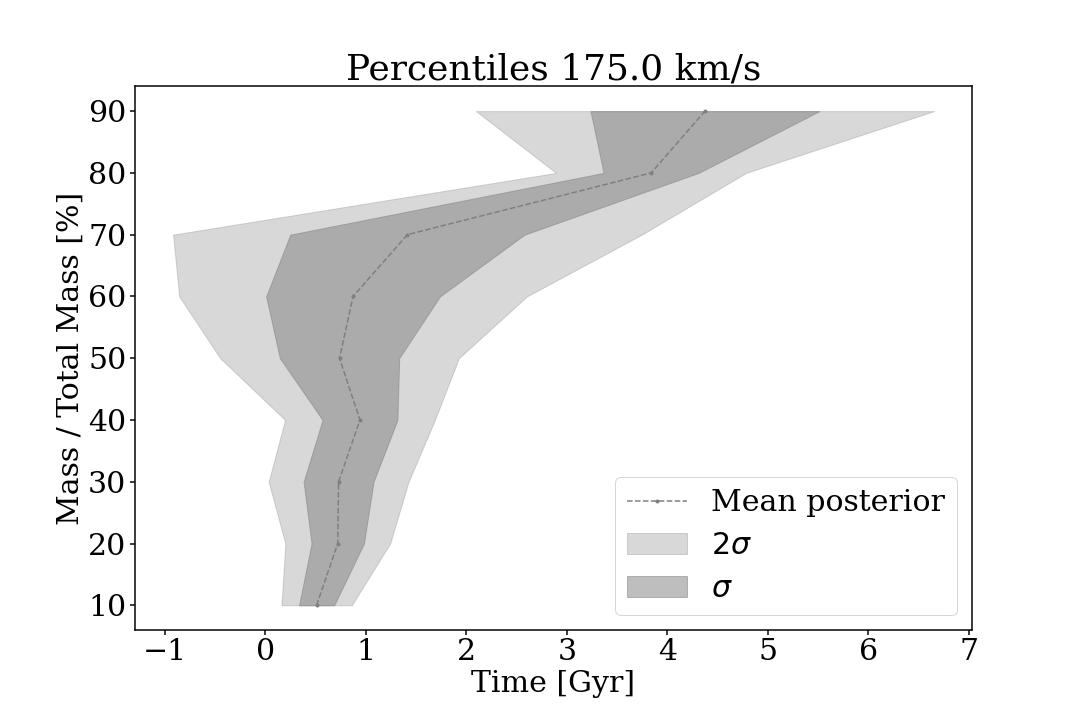 Percentiles 175.0 km/s
Mass / Total Mass [%]
90
80
70
60
50
40
30
20
10
Mean posterior
2σ
σ
−1 0 1 2 3 4 5 6 7
Time [Gyr]